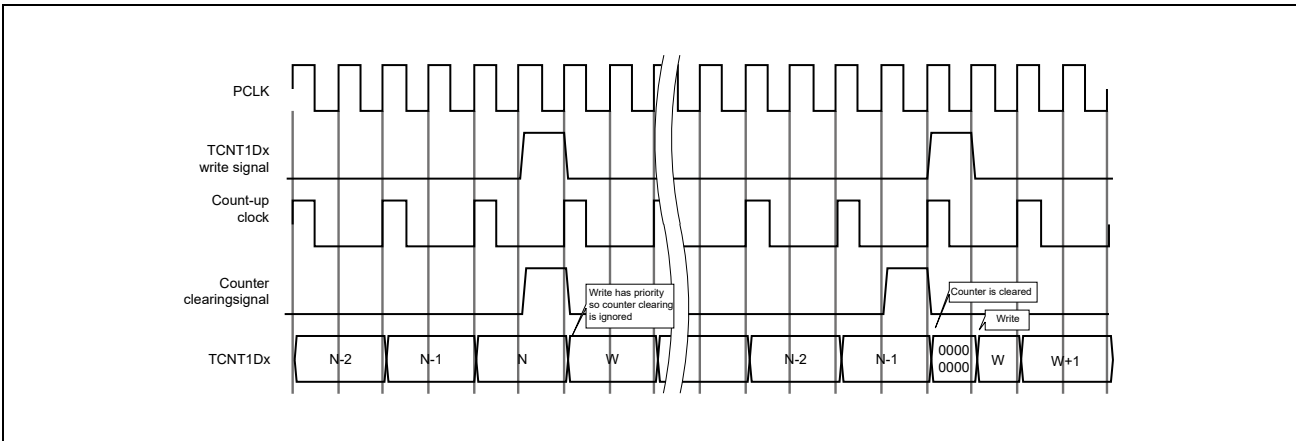 PCLK
TCNT1Dx
write signal
Count-up
clock
Counter
clearingsignal
Write has priority
so counter clearing
is ignored
Counter is cleared
Write
TCNT1Dx
N-2
N-1
N
W
N-2
N-1
0000
0000
W
W+1